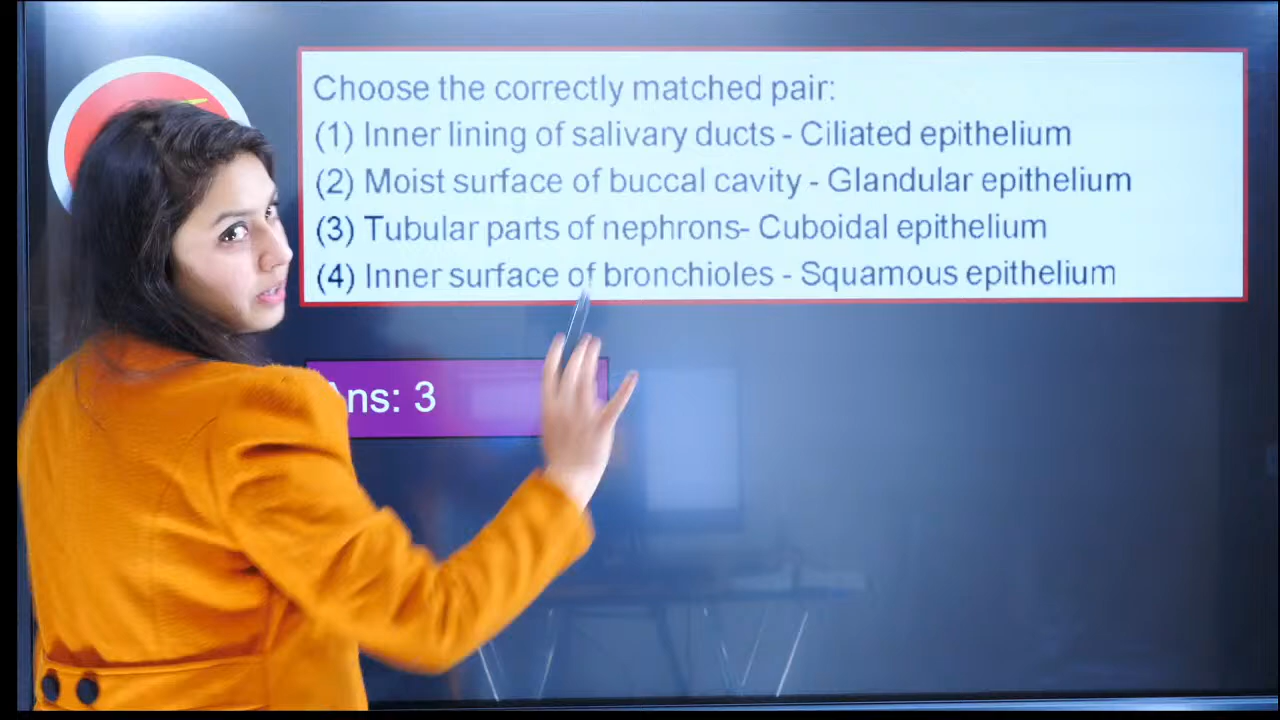 Choose the correctly matched pair:
(1) Inner lining of salivary ducts - Ciliated epithelium
(2) Moist surface of buccal cavity - Glandular epithelium
(3) Tubular parts of nephrons- Cuboidal epithelium
(4) Inner surface of bronchioles - Squamous epithelium
Ans: 3